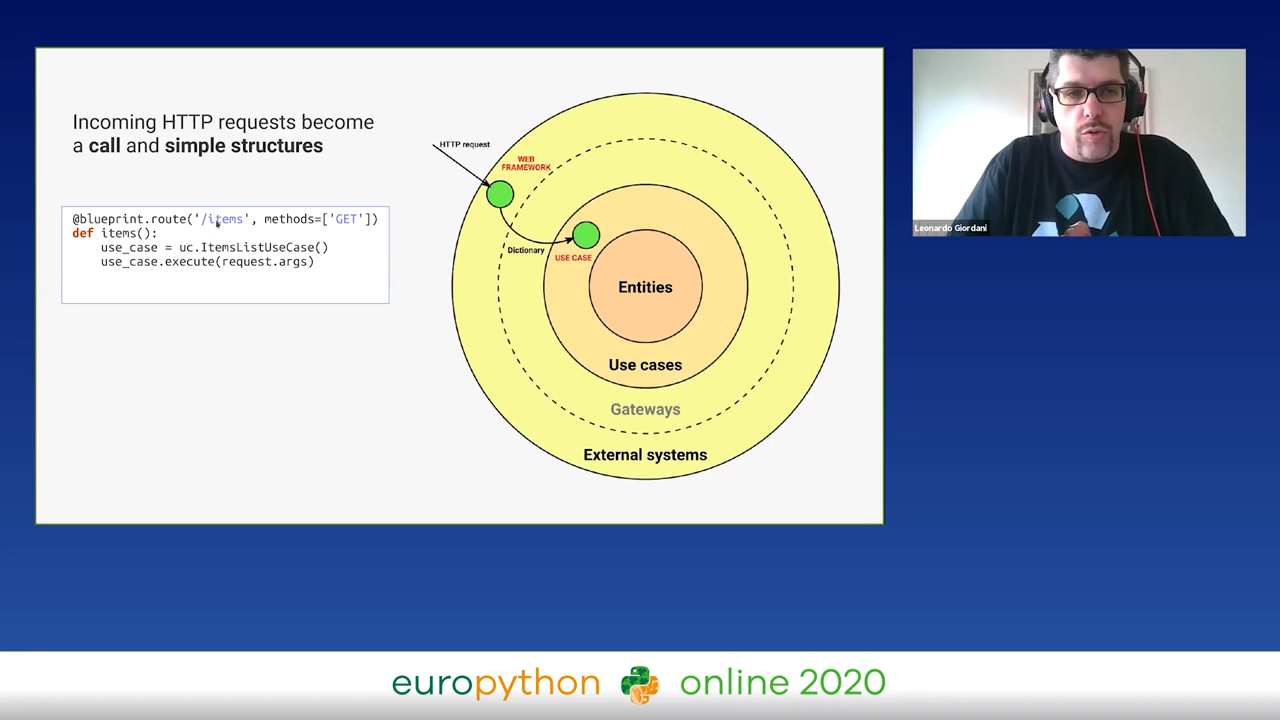 Incoming HTTP requests become
a call and simple structures
@blueprint.route('/items', methods=['GET'])
def items():
    use_case = uc.ItemsListUseCase()
    use_case.execute(request.args)
HTTP request
WEB
FRAMEWORK
Dictionary
USE CASE
Entities
Use cases
Gateways
External systems
Leonardo Giordani
europython online 2020